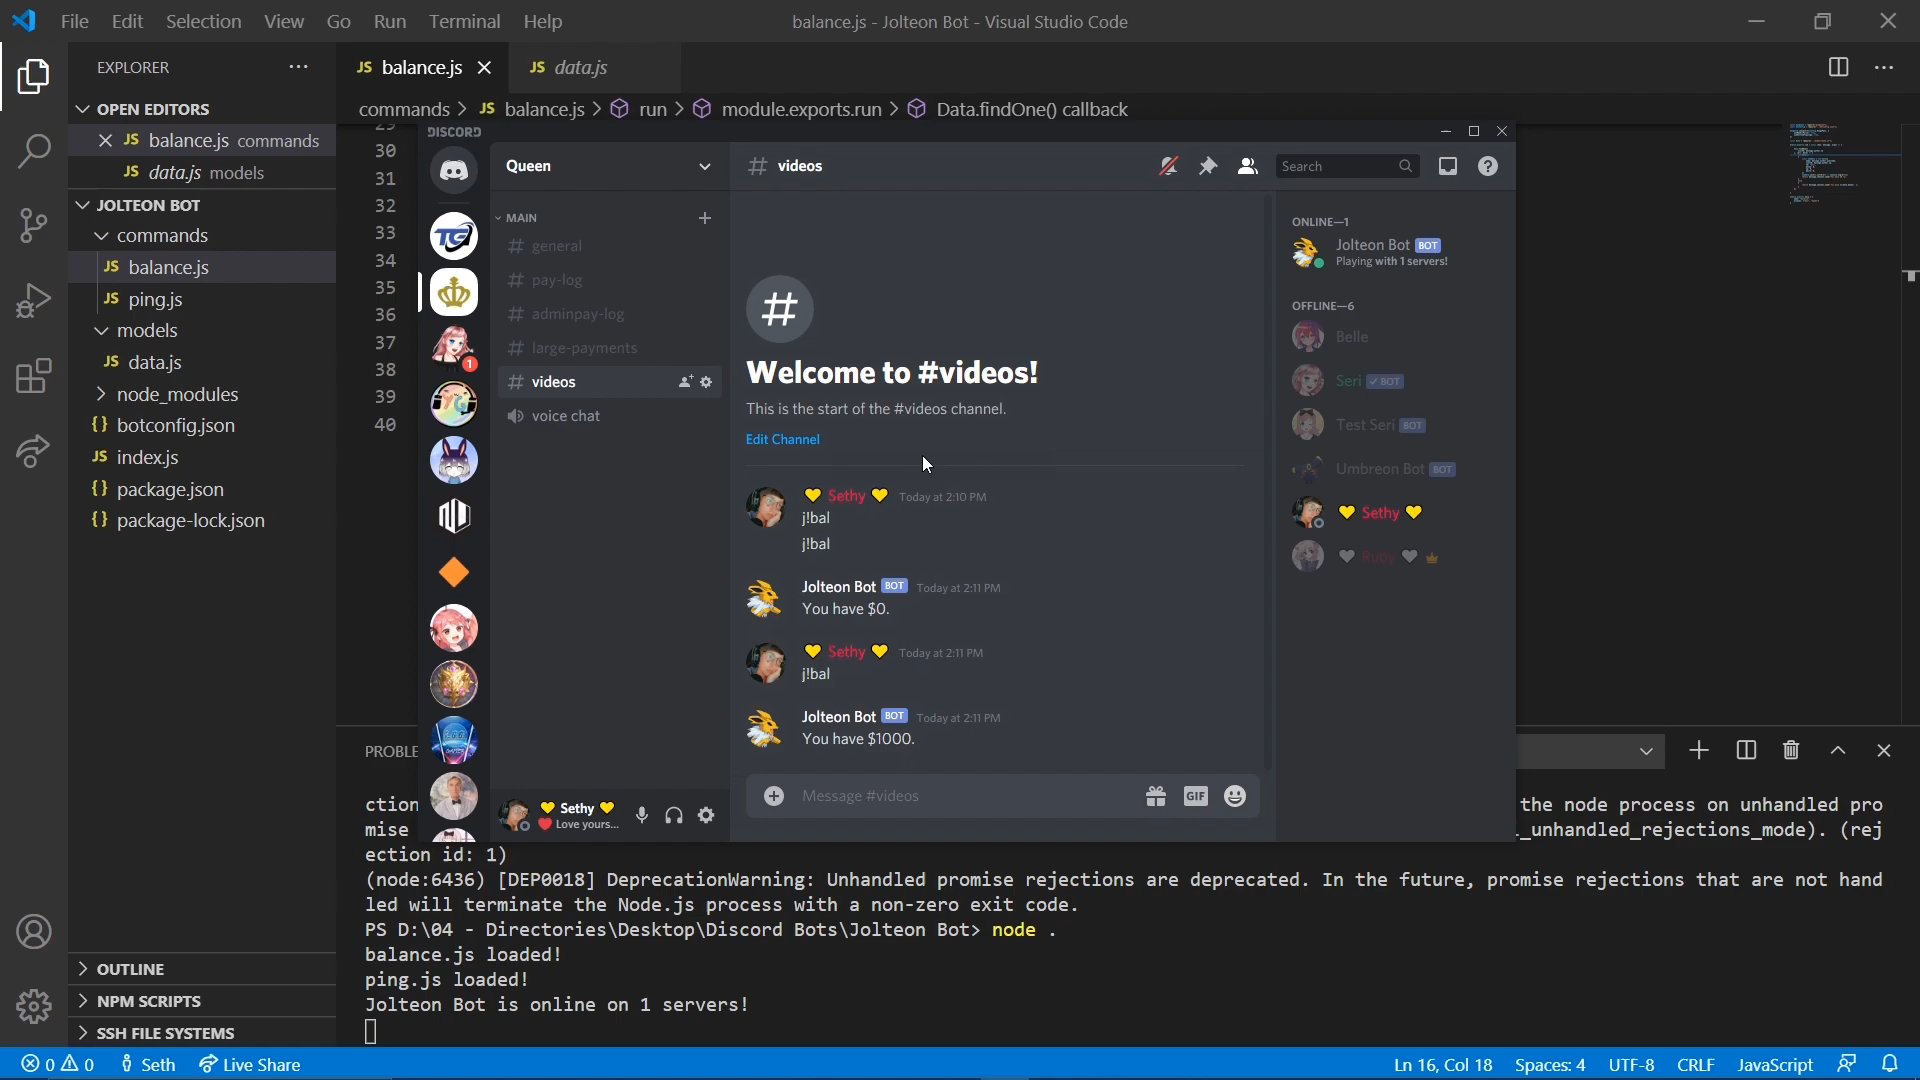 File Edit Selection View Go Run Terminal Help
balance.js - Jolteon Bot - Visual Studio Code
EXPLORER
OPEN EDITORS
JS balance.js commands
JS data.js models
JOLTEON BOT
commands
JS balance.js
JS ping.js
models
JS data.js
node_modules
{} botconfig.json
JS index.js
{} package.json
{} package-lock.json
OUTLINE
NPM SCRIPTS
SSH FILE SYSTEMS
JS balance.js
JS data.js
commands > JS balance.js > run > module.exports.run > Data.findOne() callback
29
30
31
32
33
34
35
36
37
38
39
40
DISCORD
TG
1
Queen
MAIN
# general
# pay-log
# adminpay-log
# large-payments
# videos
voice chat
Sethy
Love yours...
# videos
Search
#
Welcome to #videos!
This is the start of the #videos channel.
Edit Channel
Sethy Today at 2:10 PM
j!bal
j!bal
Jolteon Bot BOT Today at 2:11 PM
You have $0.
Sethy Today at 2:11 PM
j!bal
Jolteon Bot BOT Today at 2:11 PM
You have $1000.
Message #videos
GIF
ONLINE—1
Jolteon Bot BOT
Playing with 1 servers!
OFFLINE—6
Belle
Seri BOT
Test Seri BOT
Umbreon Bot BOT
Sethy
Ruby
PROBLE
ction
the node process on unhandled pro
mise
_unhandled_rejections_mode). (rej
ection id: 1)
(node:6436) [DEP0018] DeprecationWarning: Unhandled promise rejections are deprecated. In the future, promise rejections that are not hand
led will terminate the Node.js process with a non-zero exit code.
PS D:\04 - Directories\Desktop\Discord Bots\Jolteon Bot> node .
balance.js loaded!
ping.js loaded!
Jolteon Bot is online on 1 servers!
0 0 Seth Live Share
Ln 16, Col 18 Spaces: 4 UTF-8 CRLF JavaScript